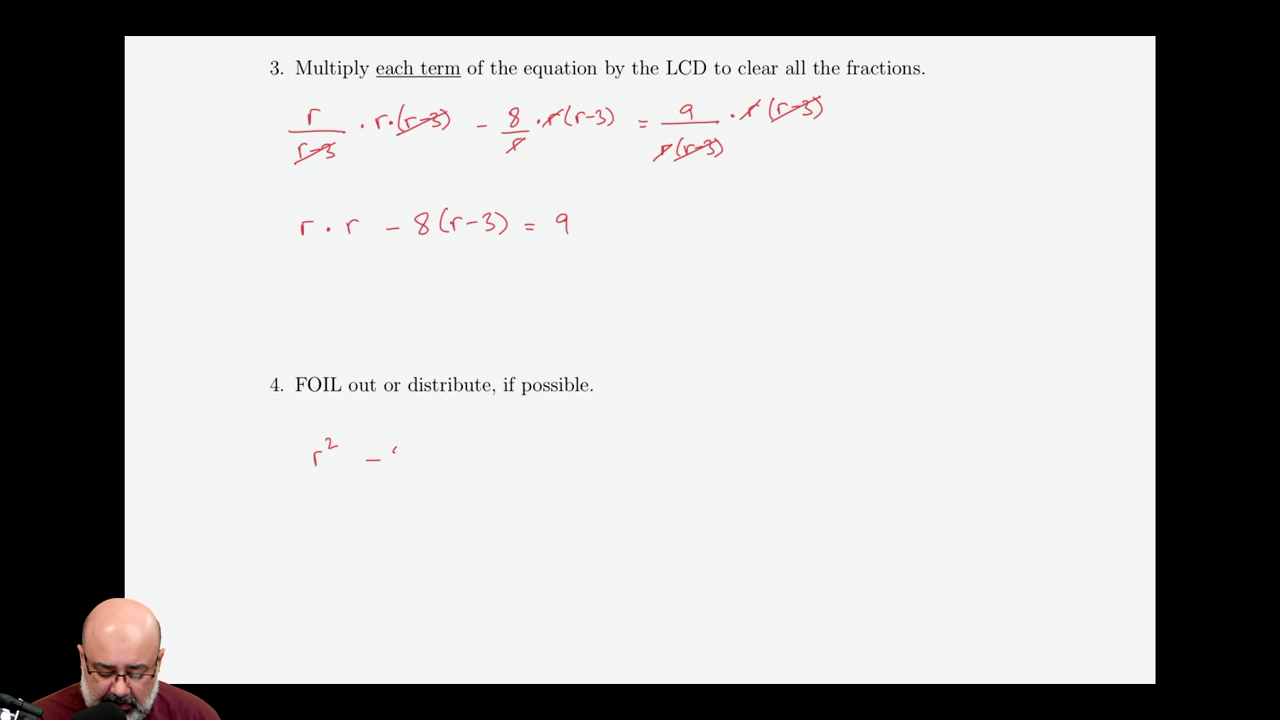 3. Multiply each term of the equation by the LCD to clear all the fractions.
r/(r-3) · r·(r-3) - 8/r · r(r-3) = 9/(r(r-3)) · r(r-3)
r · r - 8(r-3) = 9
4. FOIL out or distribute, if possible.
r² -